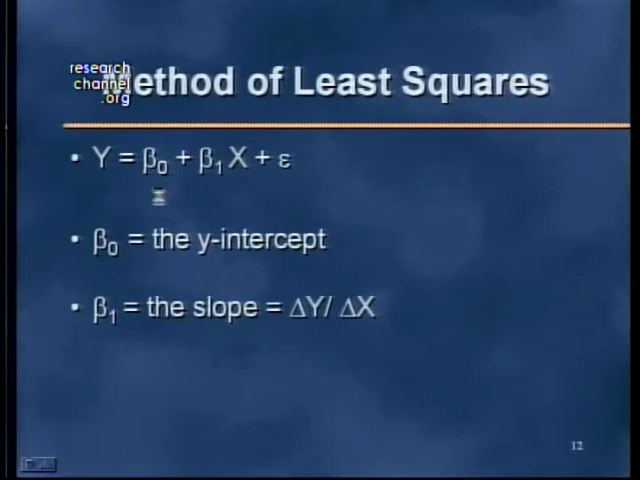 research
channel
.org
Method of Least Squares
• Y = β₀ + β₁ X + ε
• β₀ = the y-intercept
• β₁ = the slope = ΔY/ ΔX
12